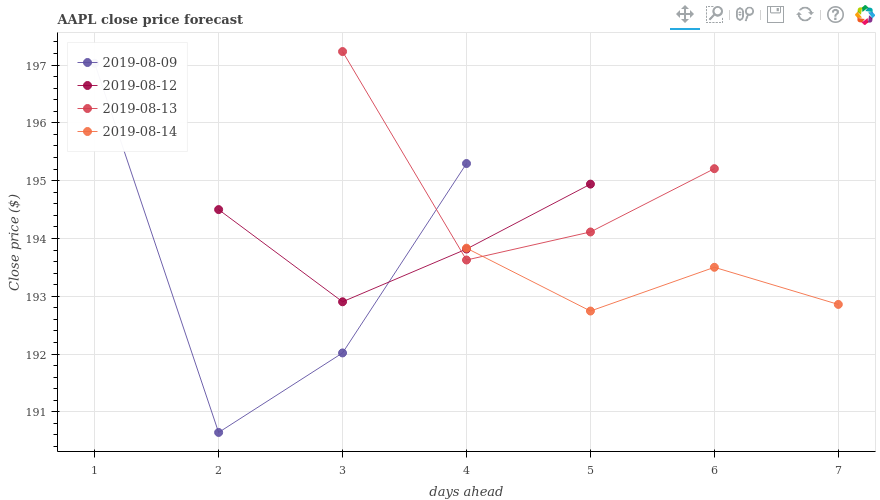 AAPL close price forecast
2019-08-09
2019-08-12
2019-08-13
2019-08-14
Close price ($)
197
196
195
194
193
192
191
1 2 3 4 5 6 7
days ahead